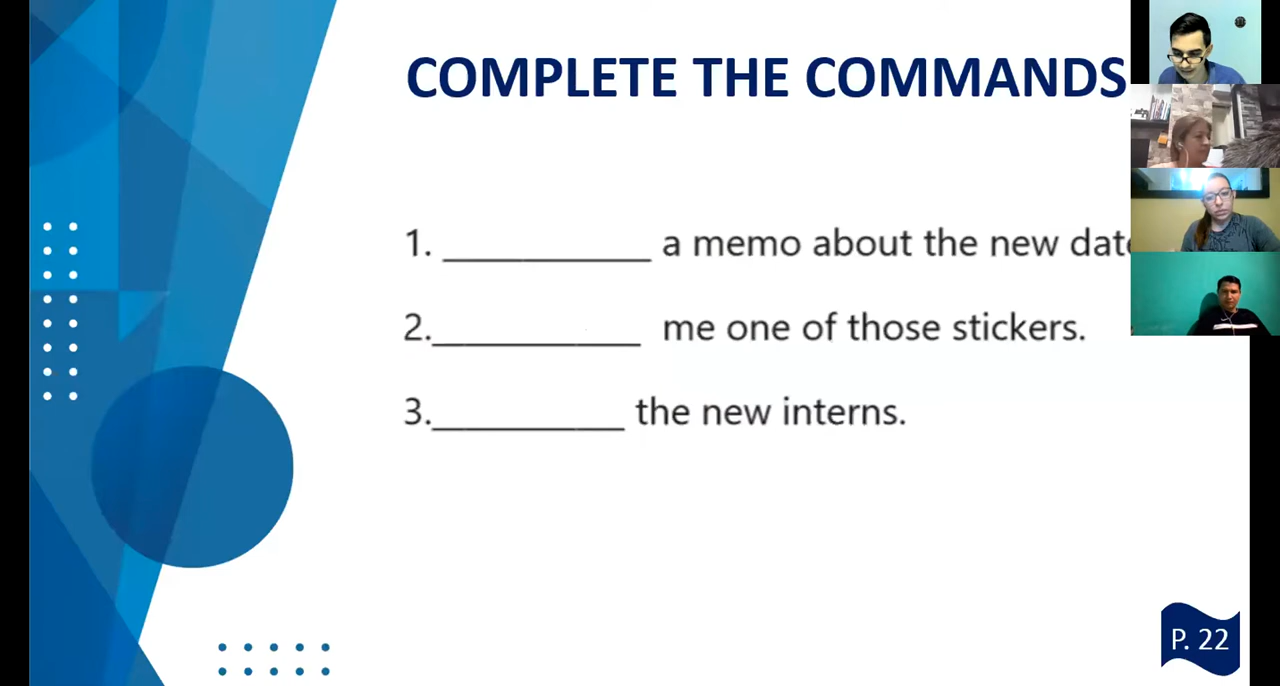 COMPLETE THE COMMANDS
1. ____________ a memo about the new date
2.____________ me one of those stickers.
3.___________ the new interns.
P. 22